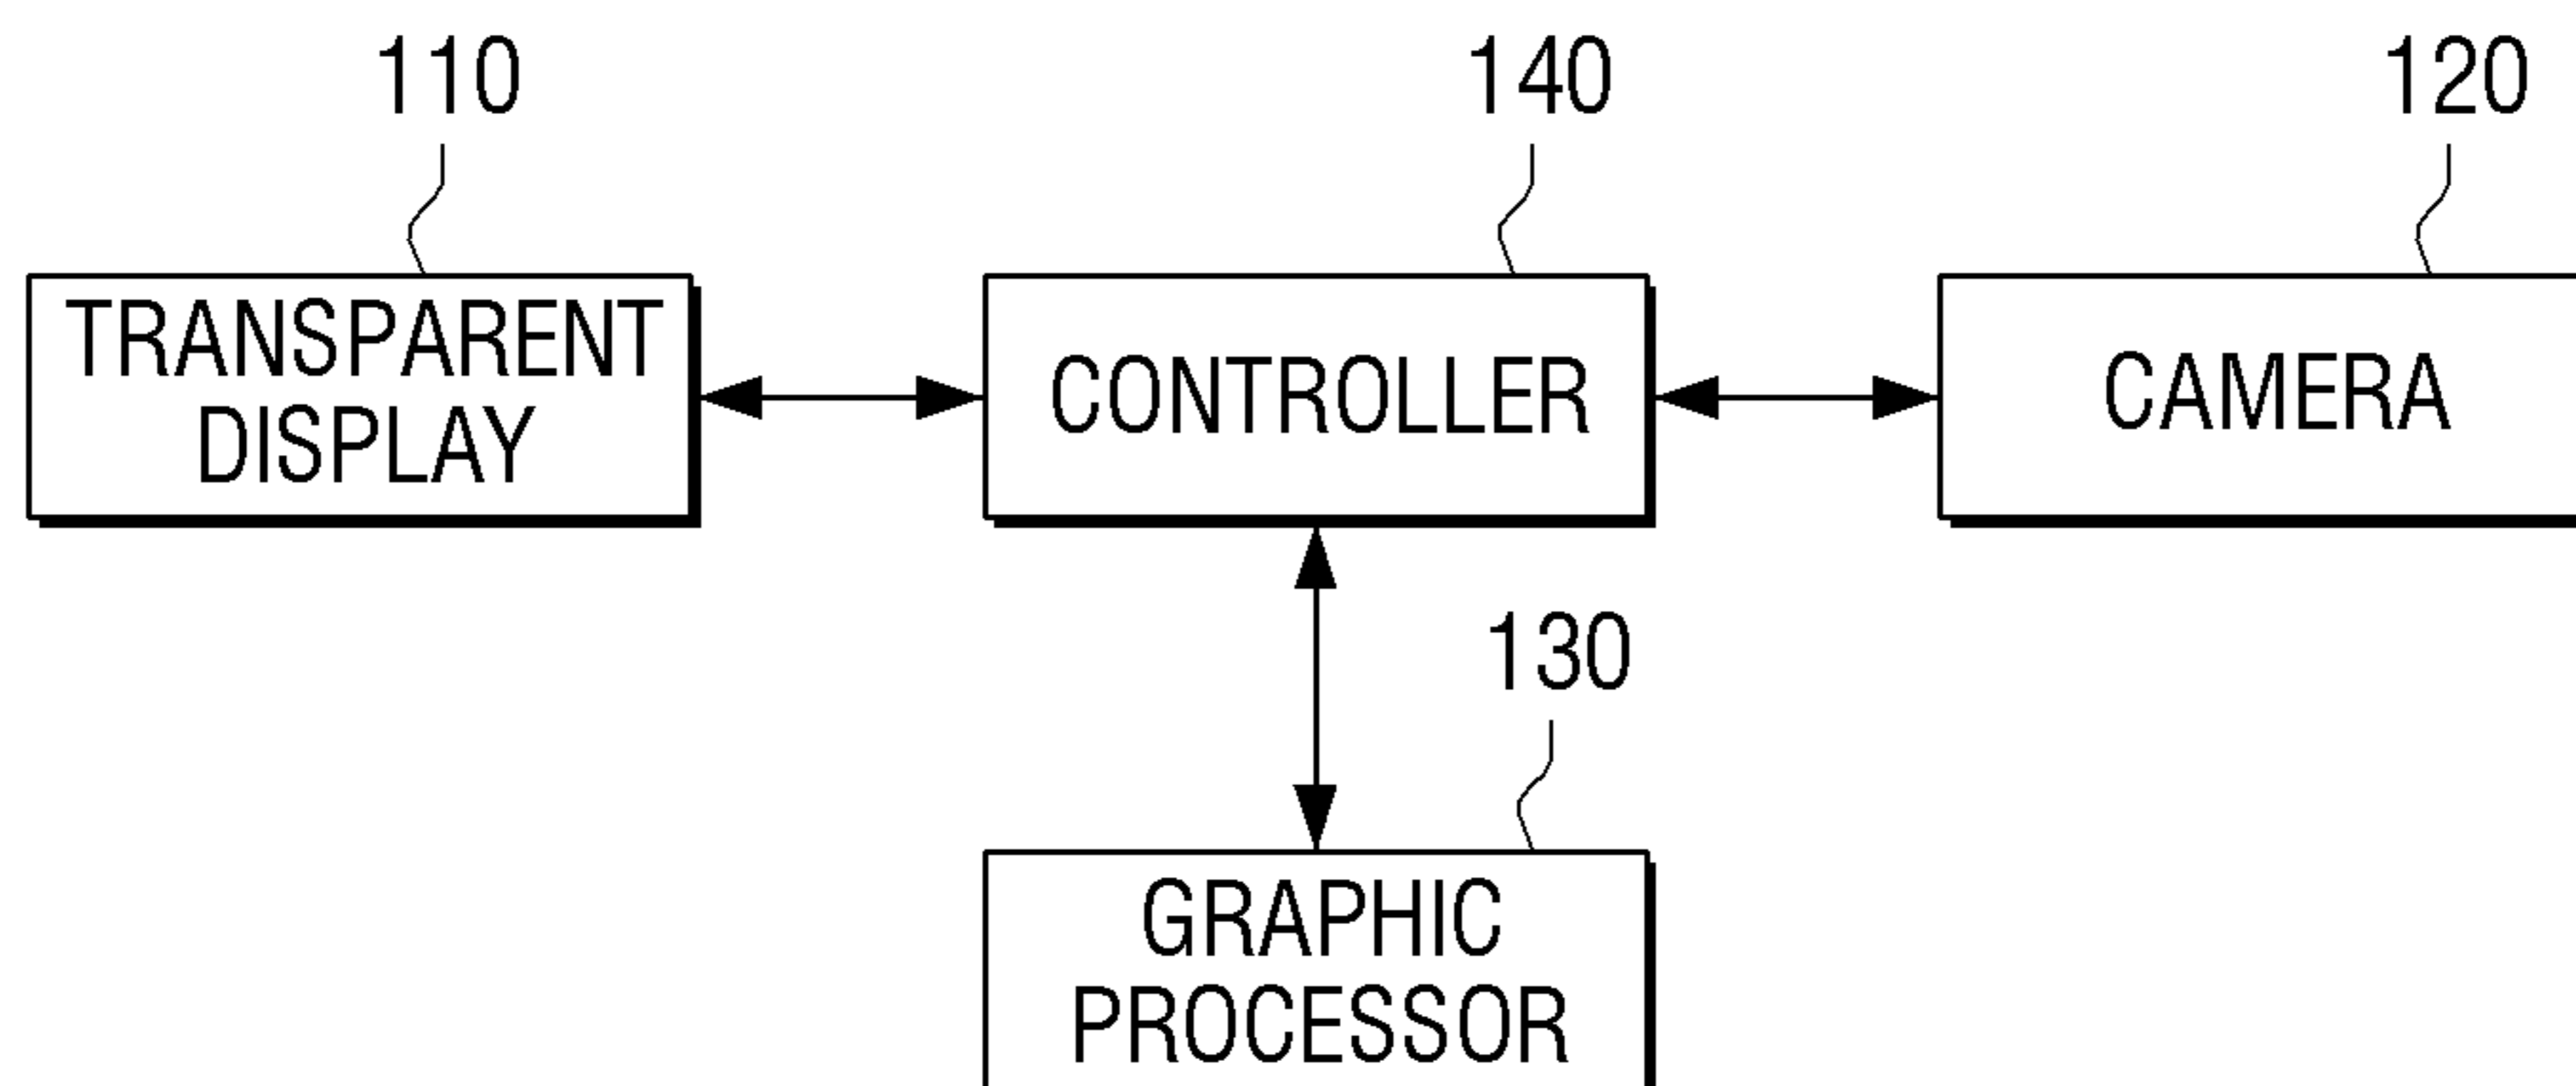 110
140
120
TRANSPARENT
DISPLAY
CONTROLLER
CAMERA
130
GRAPHIC
PROCESSOR